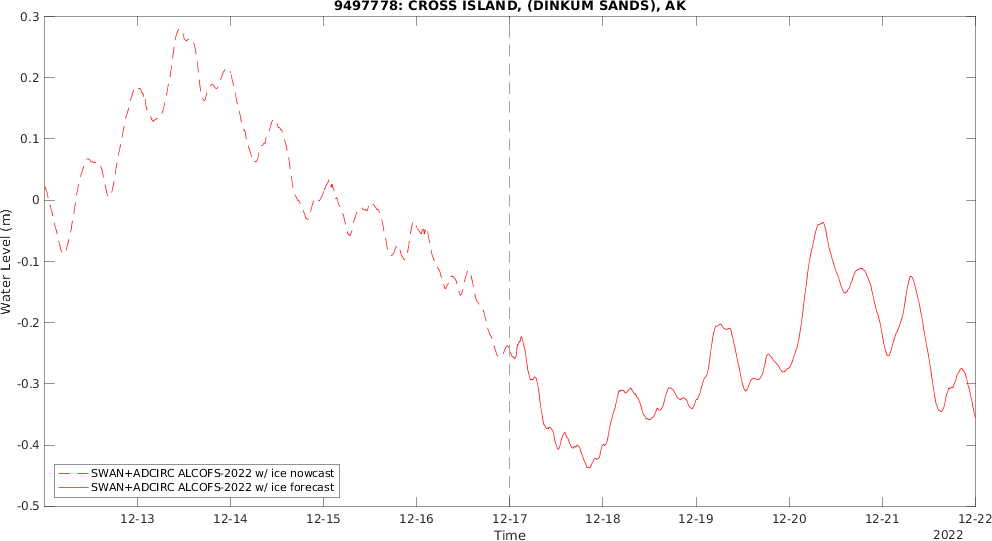 9497778: CROSS ISLAND, (DINKUM SANDS), AK
0.3
0.2
0.1
0
-0.1
-0.2
-0.3
-0.4
-0.5
Water Level (m)
SWAN+ADCIRC ALCOFS-2022 w/ ice nowcast
SWAN+ADCIRC ALCOFS-2022 w/ ice forecast
12-13 12-14 12-15 12-16 12-17 12-18 12-19 12-20 12-21 12-22
Time
2022